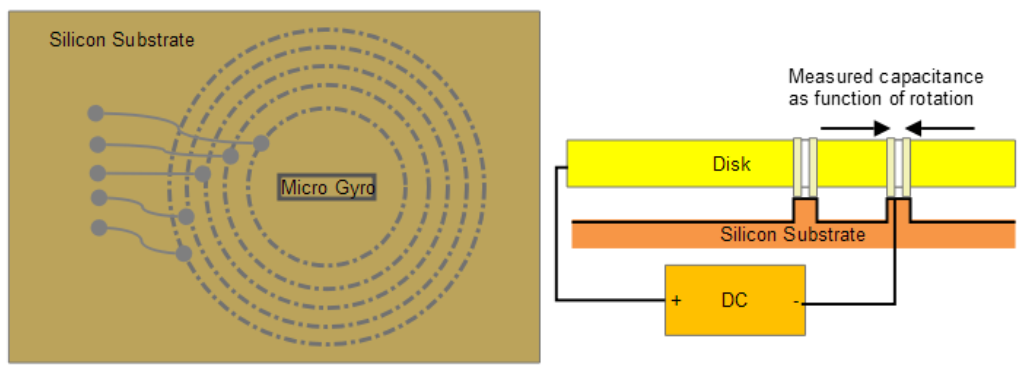 Silicon Substrate
Micro Gyro
Measured capacitance
as function of rotation
Disk
Silicon Substrate
+ DC -